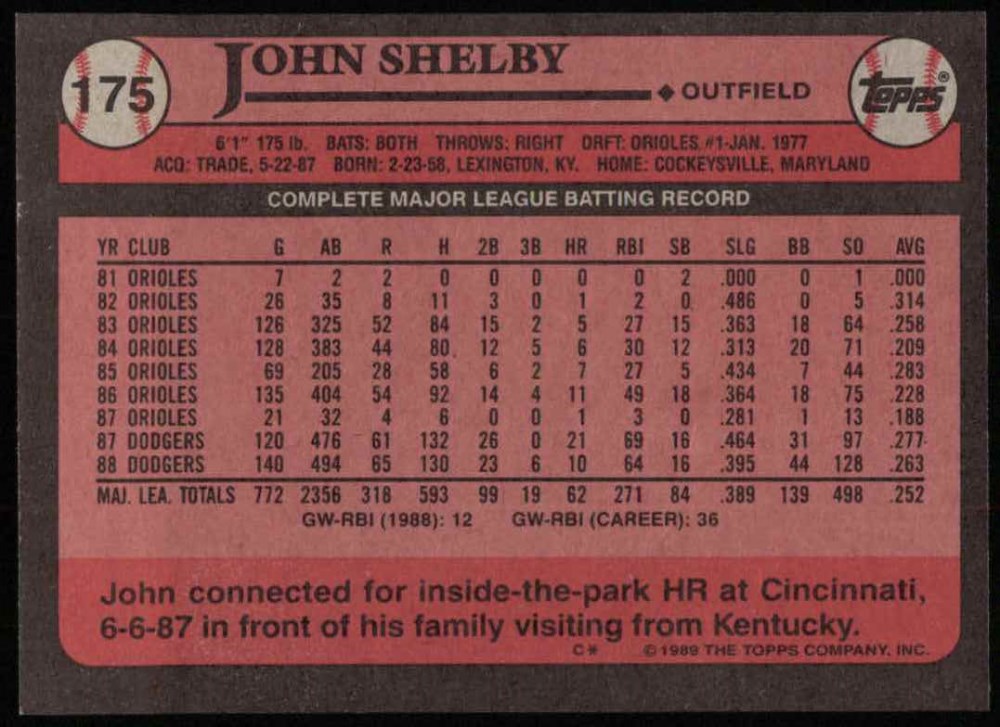 175
JOHN SHELBY
◆ OUTFIELD
TOPPS®
6'1" 175 lb. BATS: BOTH THROWS: RIGHT DRFT: ORIOLES #1-JAN. 1977
ACQ: TRADE, 5-22-87 BORN: 2-23-58, LEXINGTON, KY. HOME: COCKEYSVILLE, MARYLAND
COMPLETE MAJOR LEAGUE BATTING RECORD
YR CLUB G AB R H 2B 3B HR RBI SB SLG BB SO AVG
81 ORIOLES 7 2 2 0 0 0 0 0 2 .000 0 1 .000
82 ORIOLES 26 35 8 11 3 0 1 2 0 .486 0 5 .314
83 ORIOLES 126 325 52 84 15 2 5 27 15 .363 18 64 .258
84 ORIOLES 128 383 44 80 12 5 6 30 12 .313 20 71 .209
85 ORIOLES 69 205 28 58 6 2 7 27 5 .434 7 44 .283
86 ORIOLES 135 404 54 92 14 4 11 49 18 .364 18 75 .228
87 ORIOLES 21 32 4 6 0 0 1 3 0 .281 1 13 .188
87 DODGERS 120 476 61 132 26 0 21 69 16 .464 31 97 .277
88 DODGERS 140 494 65 130 23 6 10 64 16 .395 44 128 .263
MAJ. LEA. TOTALS 772 2356 318 593 99 19 62 271 84 .389 139 498 .252
GW-RBI (1988): 12 GW-RBI (CAREER): 36
John connected for inside-the-park HR at Cincinnati,
6-6-87 in front of his family visiting from Kentucky.
C* © 1989 THE TOPPS COMPANY, INC.